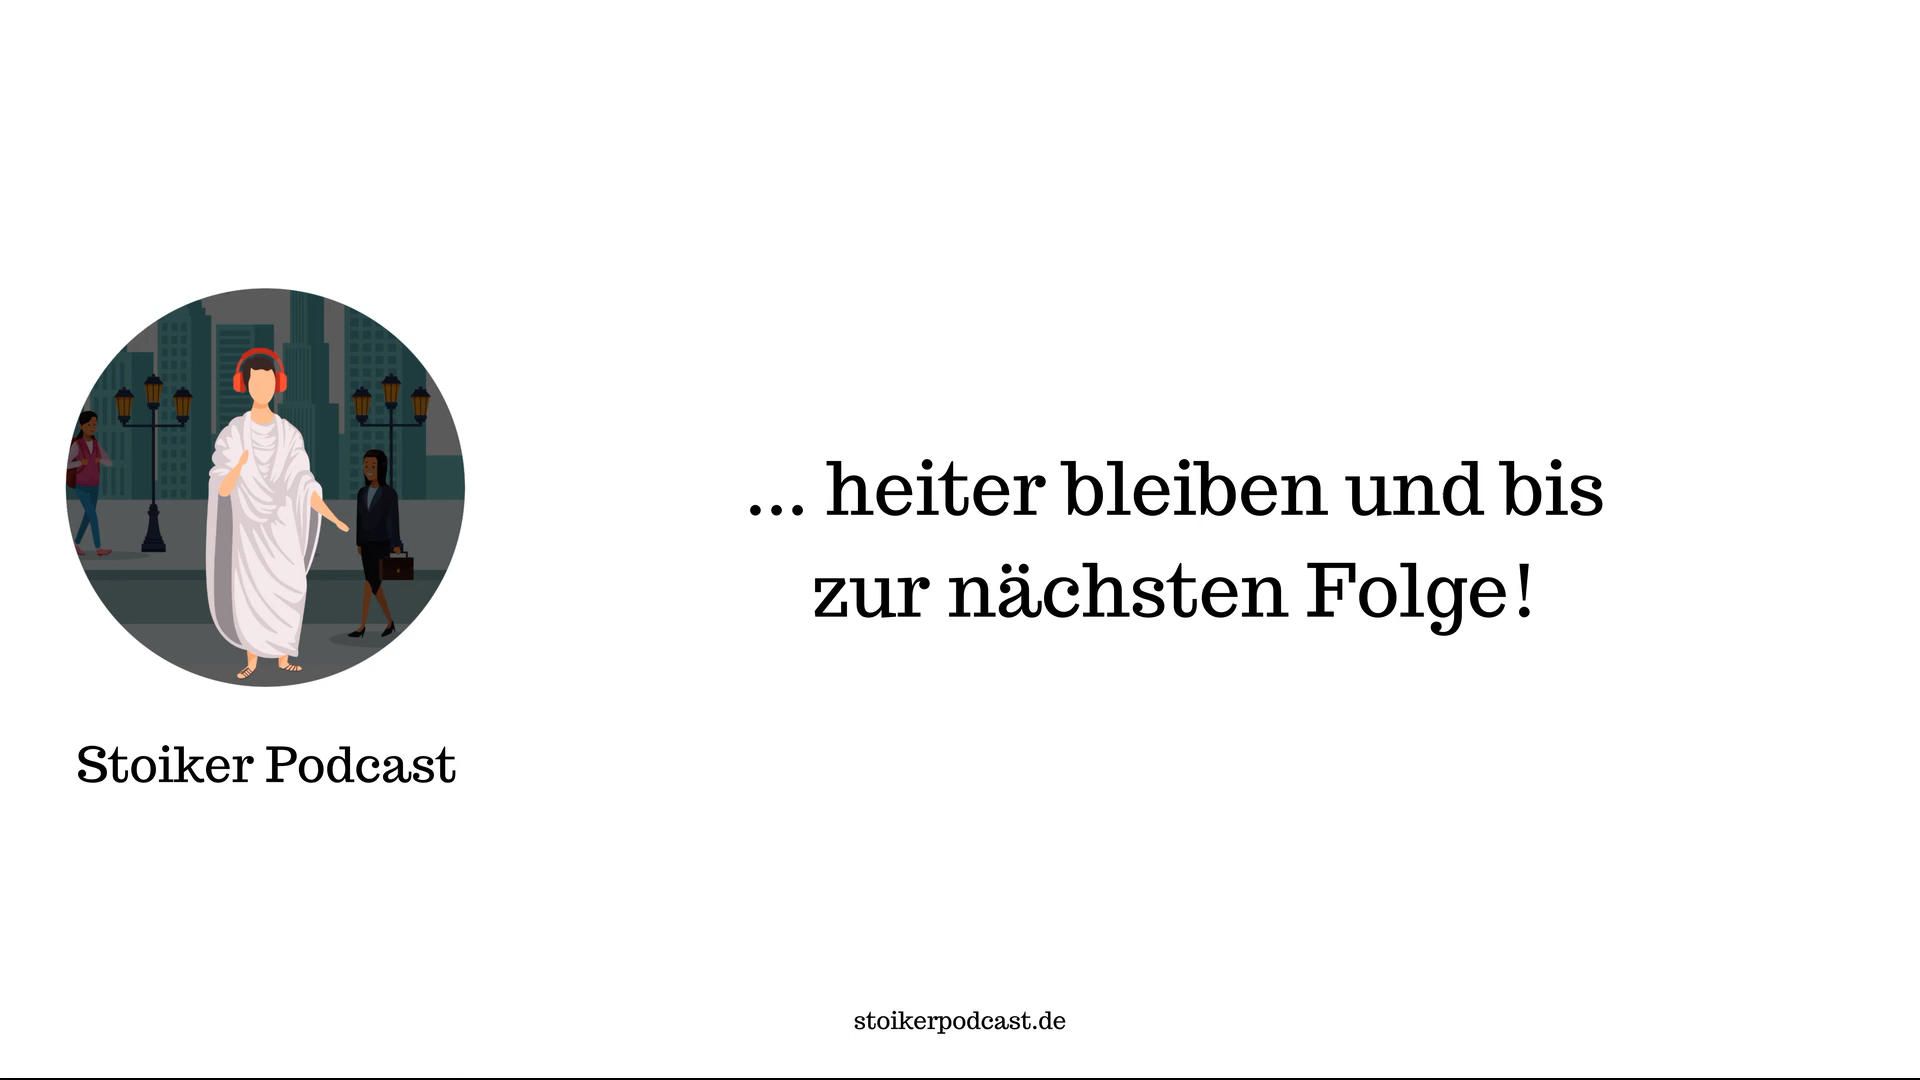 ... heiter bleiben und bis
zur nächsten Folge!
Stoiker Podcast
stoikerpodcast.de